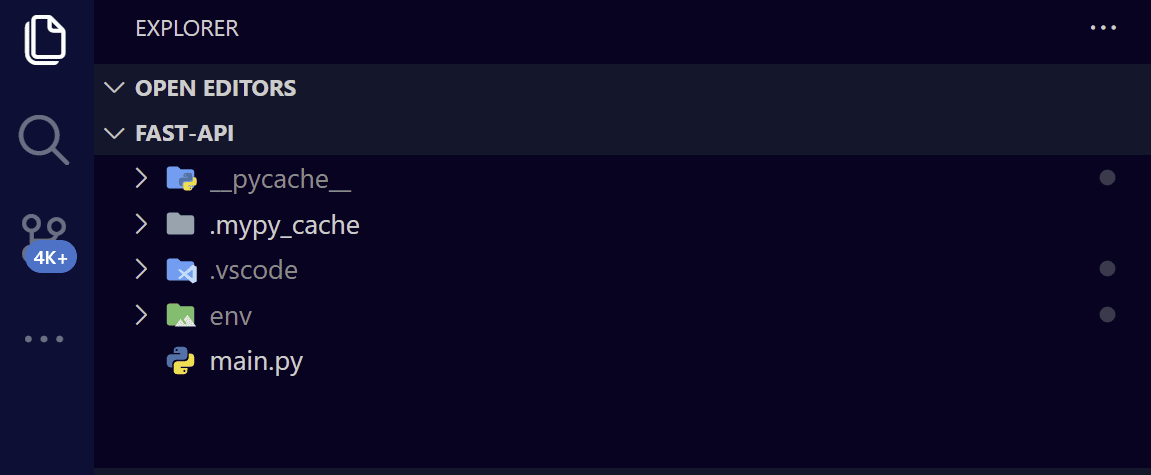 EXPLORER
OPEN EDITORS
FAST-API
__pycache__
.mypy_cache
.vscode
4K+
env
main.py